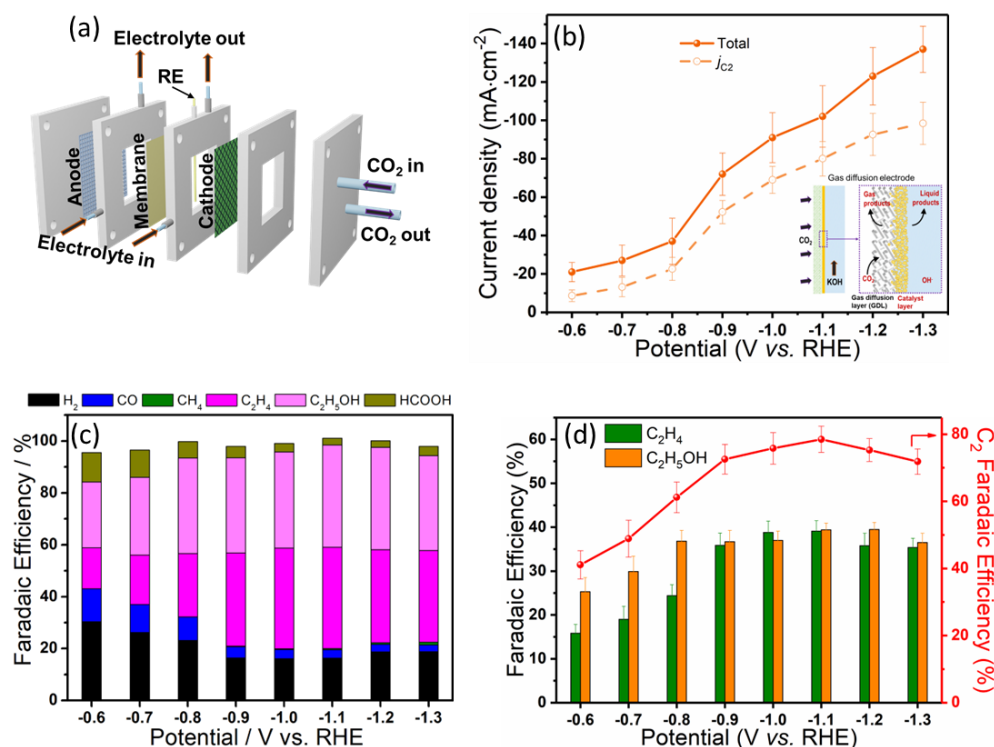 (a)
Electrolyte out
RE
Anode
Membrane
Cathode
CO₂ in
CO₂ out
Electrolyte in
(b)
Total
j_C2
Current density (mA·cm⁻²)
-140
-120
-100
-80
-60
-40
-20
0
Gas diffusion electrode
CO₂
KOH
Gas products
Liquid products
CO₂
OH⁻
Gas diffusion layer (GDL)
Catalyst layer
-0.6 -0.7 -0.8 -0.9 -1.0 -1.1 -1.2 -1.3
Potential (V vs. RHE)
H₂ CO CH₄ C₂H₄ C₂H₅OH HCOOH
(c)
Faradaic Efficiency / %
100
80
60
40
20
0
-0.6 -0.7 -0.8 -0.9 -1.0 -1.1 -1.2 -1.3
Potential / V vs. RHE
(d)
C₂H₄
C₂H₅OH
Faradaic Efficiency (%)
60
50
40
30
20
10
0
80
60
40
20
0
C₂ Faradaic Efficiency (%)
-0.6 -0.7 -0.8 -0.9 -1.0 -1.1 -1.2 -1.3
Potential (V vs. RHE)